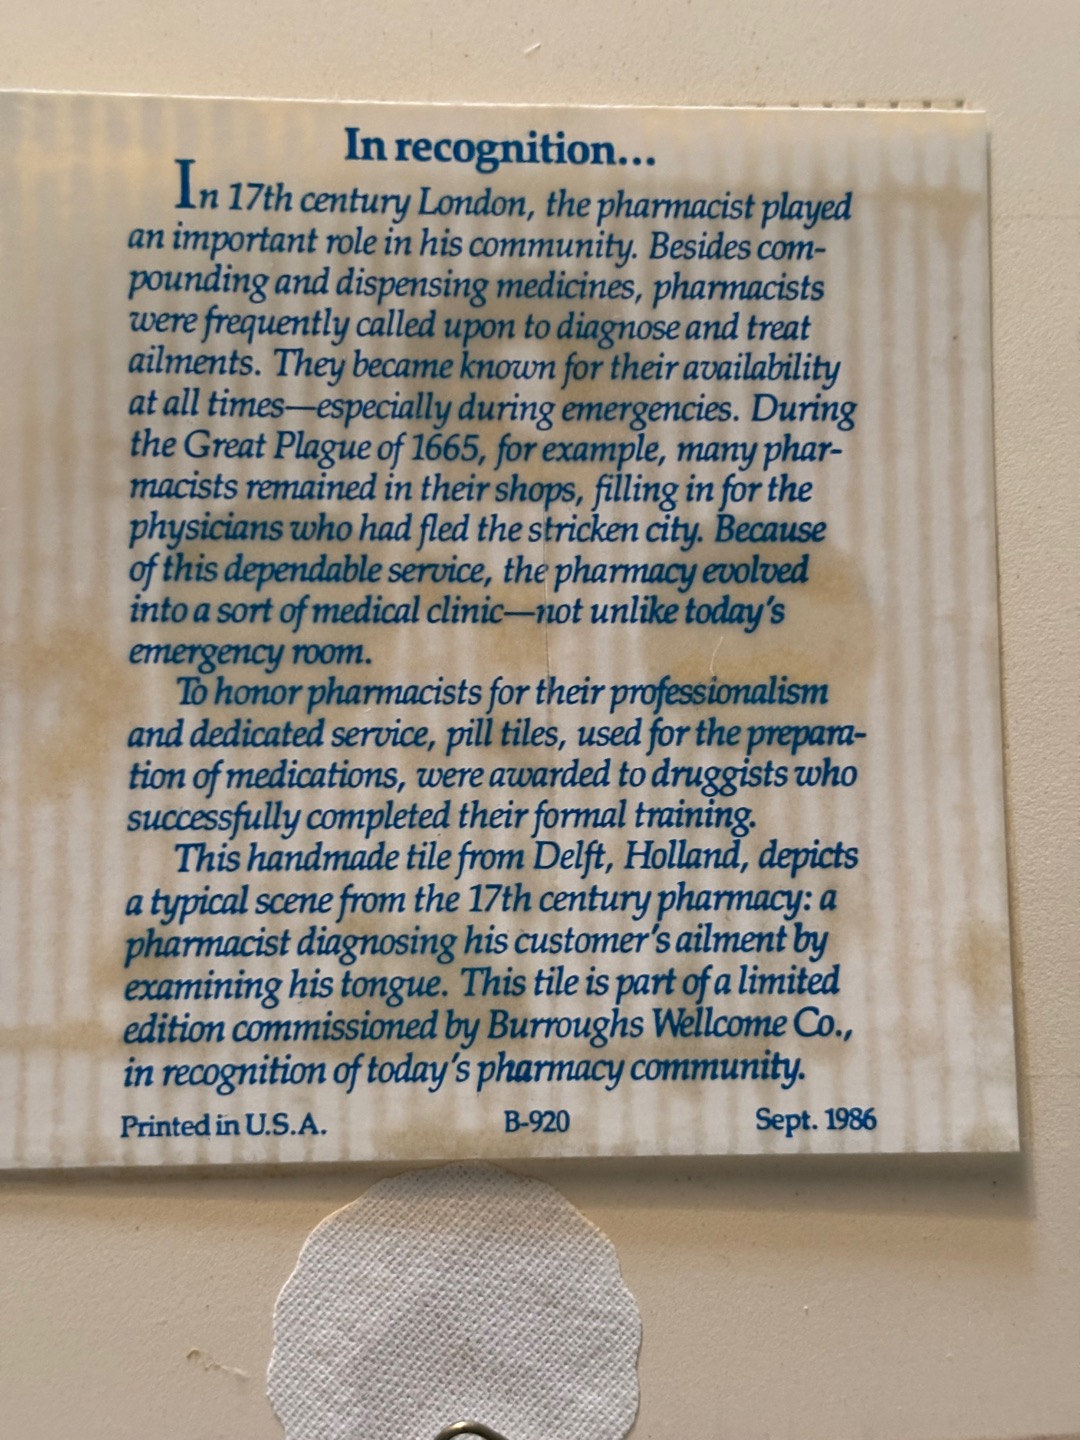 In recognition...
In 17th century London, the pharmacist played
an important role in his community. Besides com-
pounding and dispensing medicines, pharmacists
were frequently called upon to diagnose and treat
ailments. They became known for their availability
at all times—especially during emergencies. During
the Great Plague of 1665, for example, many phar-
macists remained in their shops, filling in for the
physicians who had fled the stricken city. Because
of this dependable service, the pharmacy evolved
into a sort of medical clinic—not unlike today's
emergency room.
To honor pharmacists for their professionalism
and dedicated service, pill tiles, used for the prepara-
tion of medications, were awarded to druggists who
successfully completed their formal training.
This handmade tile from Delft, Holland, depicts
a typical scene from the 17th century pharmacy: a
pharmacist diagnosing his customer's ailment by
examining his tongue. This tile is part of a limited
edition commissioned by Burroughs Wellcome Co.,
in recognition of today's pharmacy community.
Printed in U.S.A. B-920 Sept. 1986